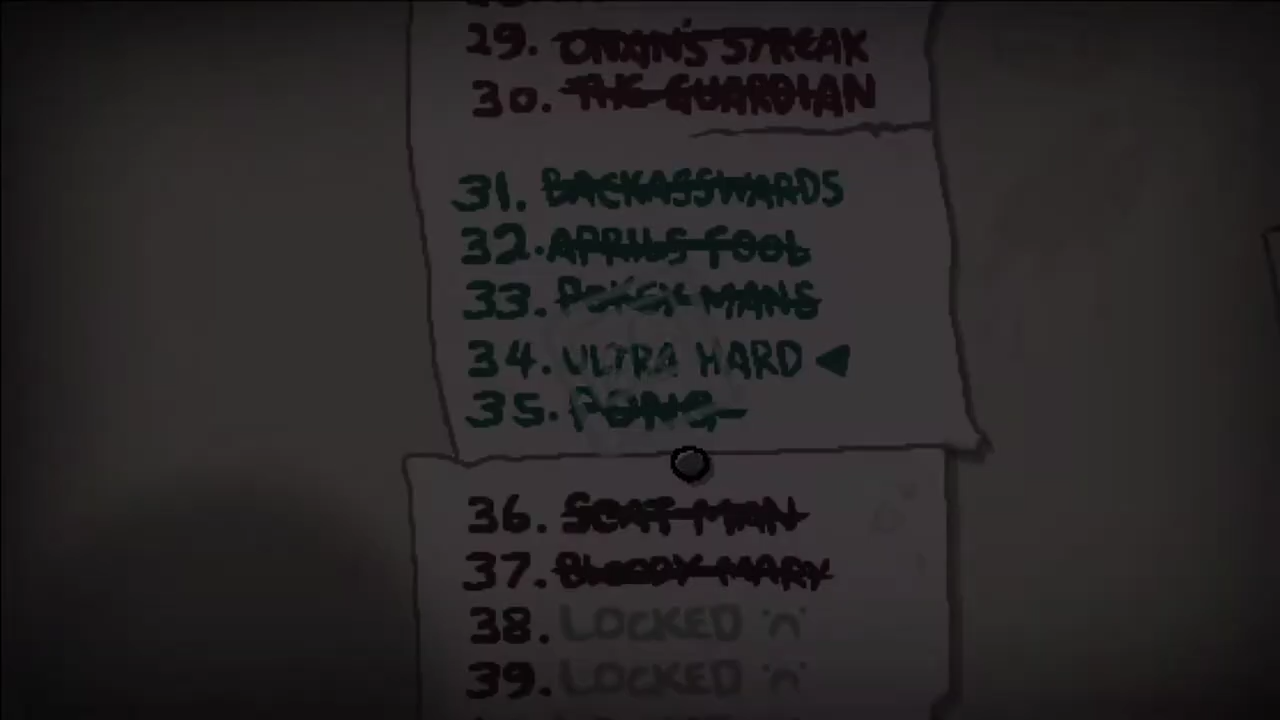 29. ONAN'S STREAK
30. THE GUARDIAN
31. BACKASSWARDS
32. APRILS FOOL
33. POKEY MANS
34. ULTRA HARD
35. PONG
36. SCAT MAN
37. BLOODY MARY
38. LOCKED
39. LOCKED